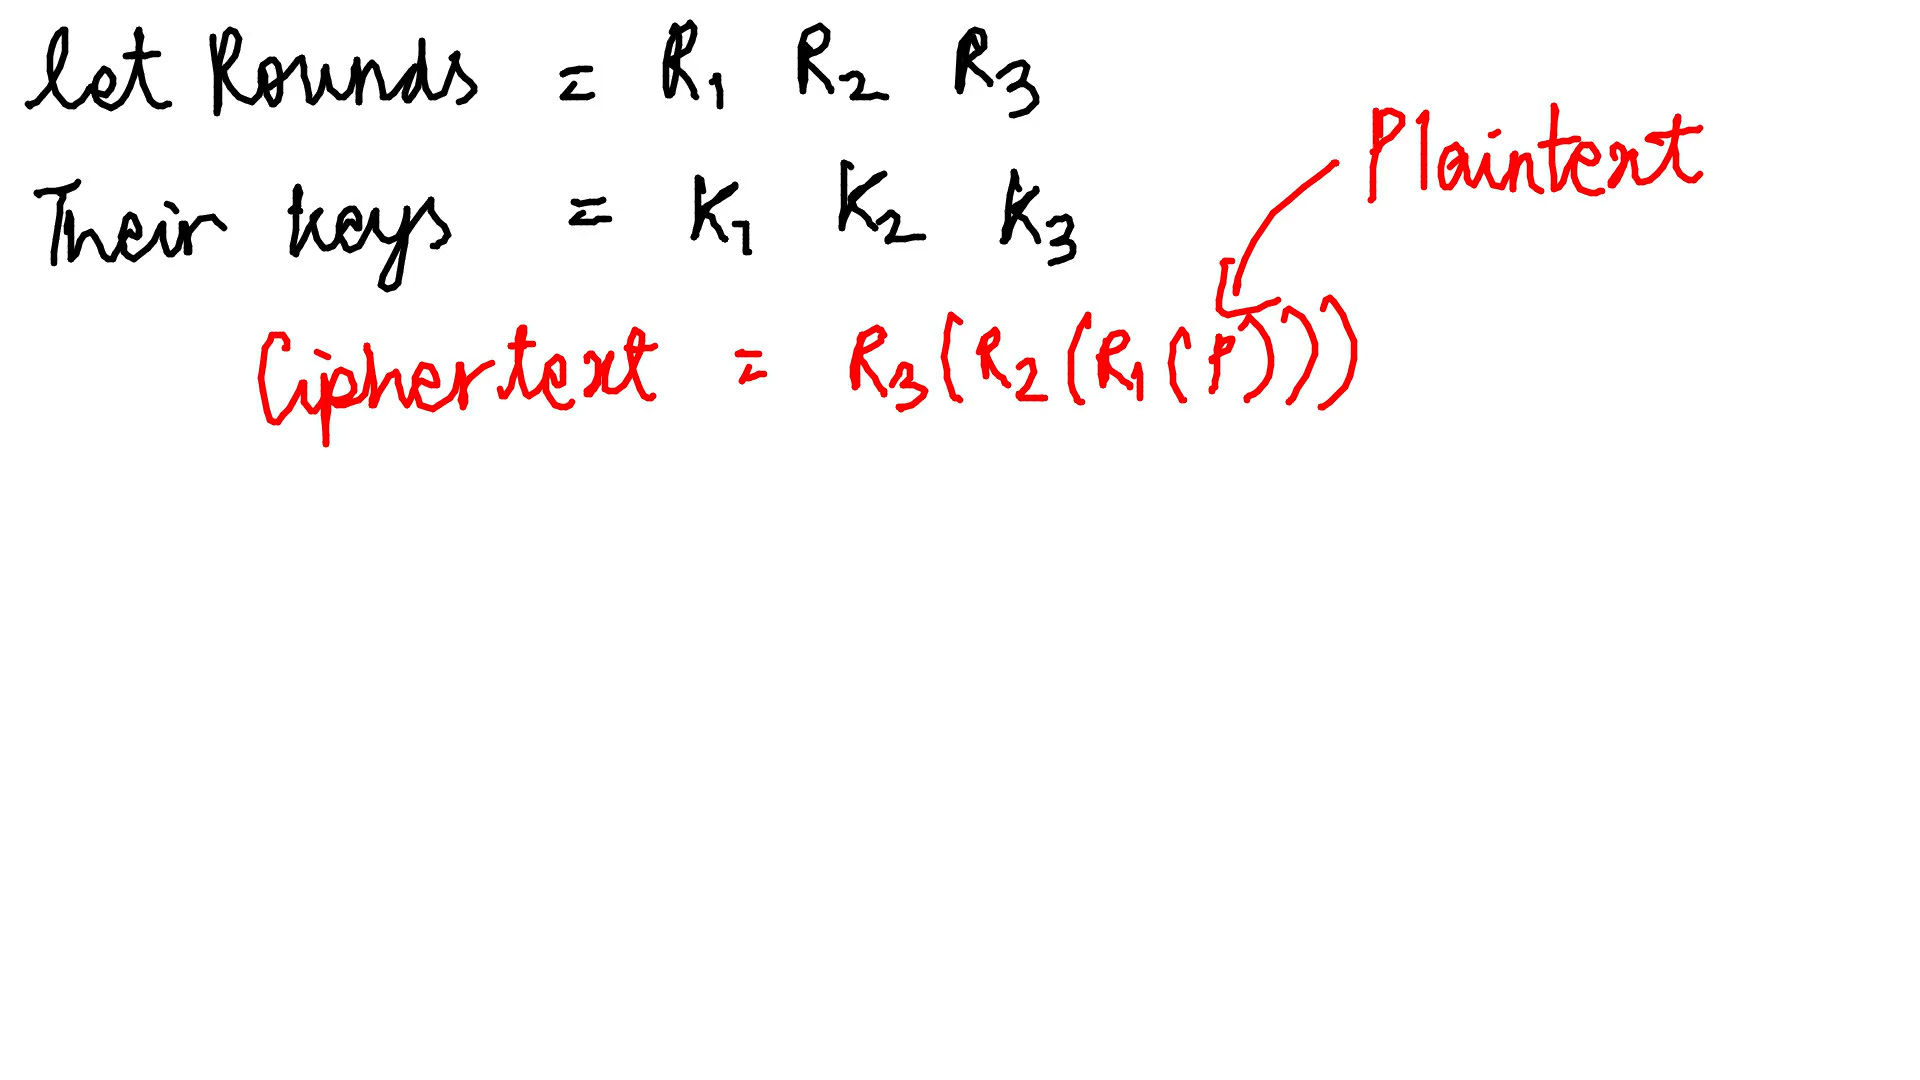 let Rounds = R1 R2 R3
Plaintext
Their keys = K1 K2 K3
Ciphertext = R3(R2(R1(P)))